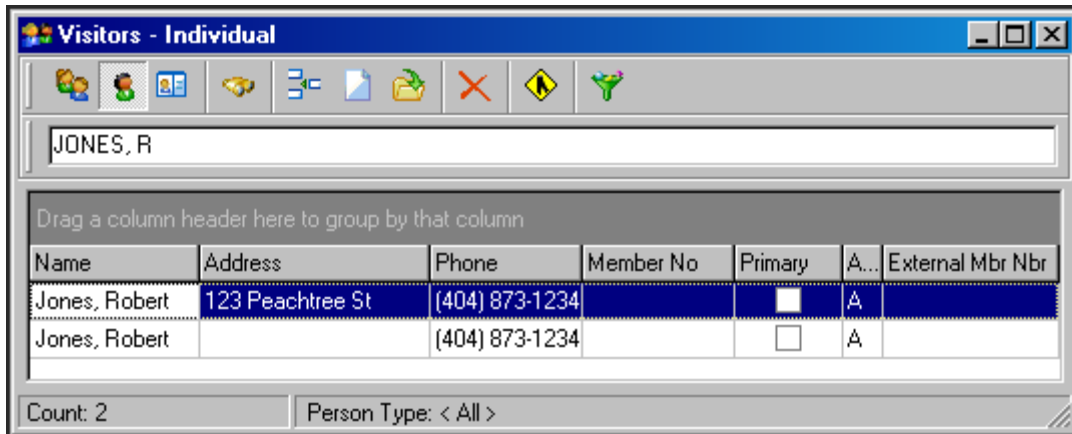 Visitors - Individual
JONES, R
Drag a column header here to group by that column
Name Address Phone Member No Primary A... External Mbr Nbr
Jones, Robert 123 Peachtree St (404) 873-1234 A
Jones, Robert (404) 873-1234 A
Count: 2 Person Type: < All >